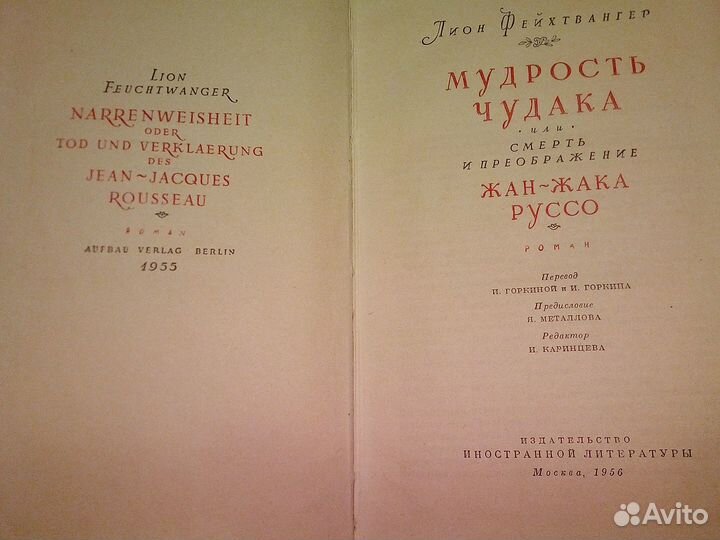 Lion
Feuchtwanger
Narrenweisheit
oder
Tod und Verklaerung
des
Jean-Jacques
Rousseau
Roman
Aufbau Verlag · Berlin
1955
Лион Фейхтвангер
Мудрость
чудака
· или ·
Смерть
и преображение
Жан-Жака
Руссо
Роман
Перевод
И. ГОРКИНОЙ и И. ГОРКИНА
Предисловие
Я. МЕТАЛЛОВА
Редактор
И. КАРИНЦЕВА
ИЗДАТЕЛЬСТВО
ИНОСТРАННОЙ ЛИТЕРАТУРЫ
Москва, 1956
Avito